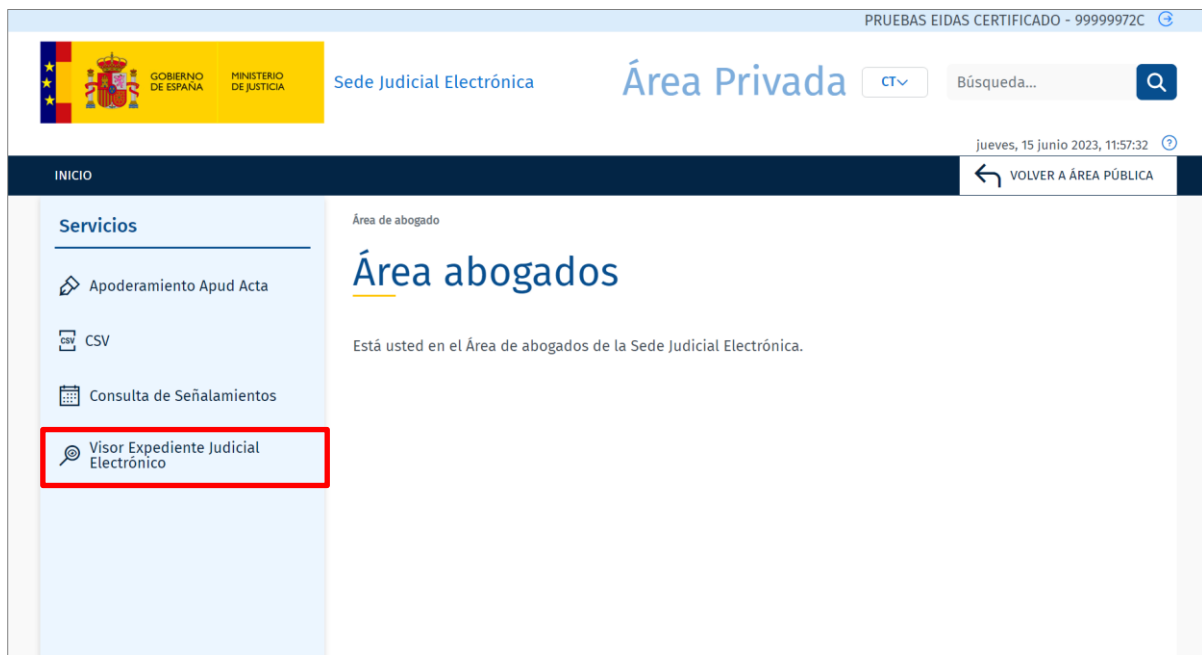 PRUEBAS EIDAS CERTIFICADO - 99999972C
GOBIERNO
DE ESPAÑA
MINISTERIO
DE JUSTICIA
Sede Judicial Electrónica
Área Privada
CT
Búsqueda...
jueves, 15 junio 2023, 11:57:32
INICIO
VOLVER A ÁREA PÚBLICA
Servicios
Apoderamiento Apud Acta
CSV
CSV
Consulta de Señalamientos
Visor Expediente Judicial
Electrónico
Área de abogado
Área abogados
Está usted en el Área de abogados de la Sede Judicial Electrónica.